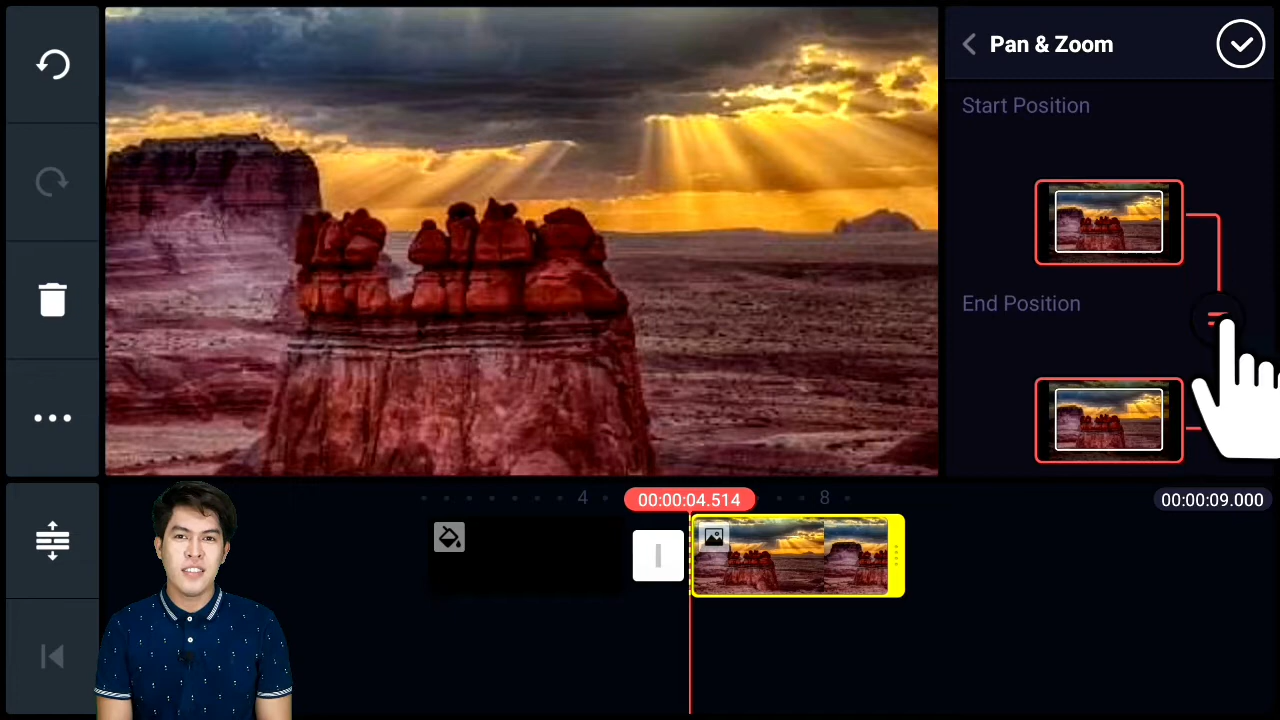 Pan & Zoom
Start Position
End Position
4
00:00:04.514
8
00:00:09.000